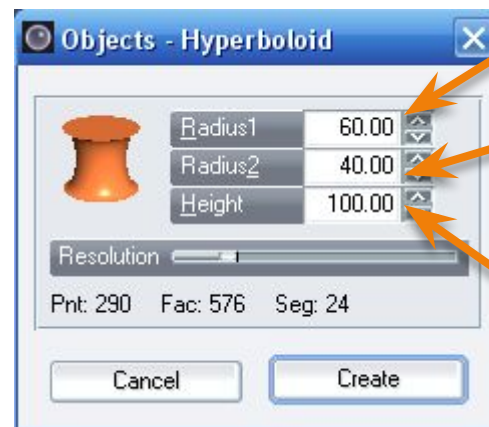 Objects - Hyperboloid
Radius1 60.00
Radius2 40.00
Height 100.00
Resolution
Pnt: 290 Fac: 576 Seg: 24
Cancel Create